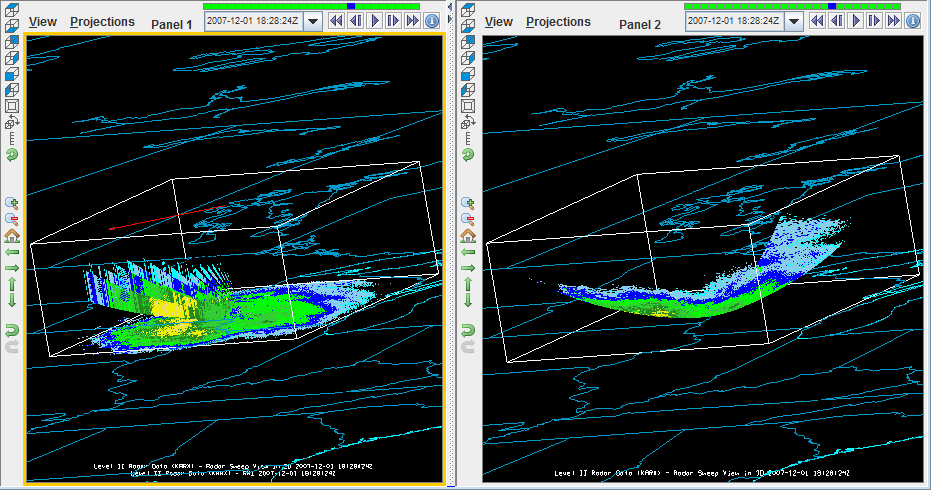 View Projections Panel 1 2007-12-01 18:28:24Z
View Projections Panel 2 2007-12-01 18:28:24Z
Level II Radar Data (KARX) - Radar Sweep View in 2D 2007-12-01 18:28:24Z
Level II Radar Data (KARX) - RHI 2007-12-01 18:28:24Z
Level II Radar Data (KARX) - Radar Sweep View in 3D 2007-12-01 18:28:24Z